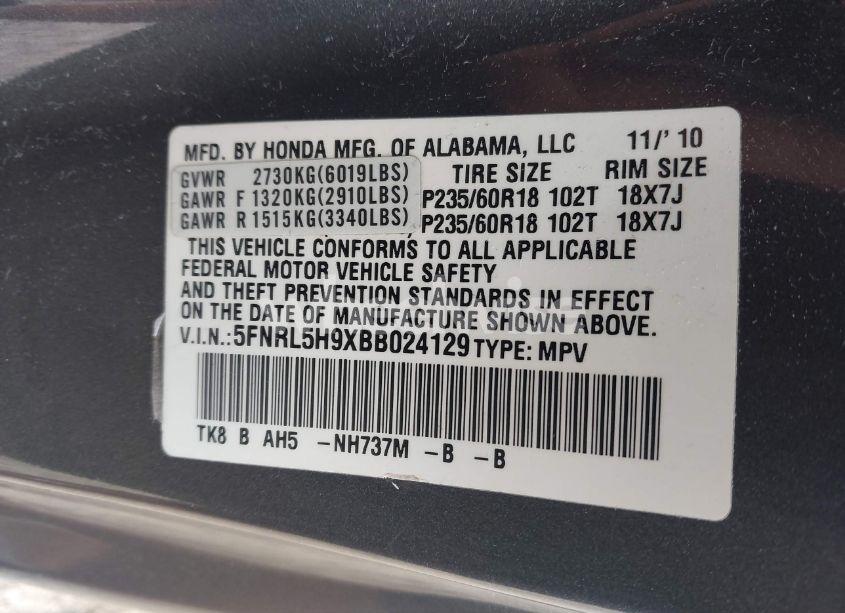 MFD. BY HONDA MFG. OF ALABAMA, LLC 11/' 10
GVWR 2730KG(6019LBS) TIRE SIZE RIM SIZE
GAWR F 1320KG(2910LBS) P235/60R18 102T 18X7J
GAWR R 1515KG(3340LBS) P235/60R18 102T 18X7J
THIS VEHICLE CONFORMS TO ALL APPLICABLE
FEDERAL MOTOR VEHICLE SAFETY
AND THEFT PREVENTION STANDARDS IN EFFECT
ON THE DATE OF MANUFACTURE SHOWN ABOVE.
V.I.N.:5FNRL5H9XBB024129 TYPE: MPV
TK8 B AH5 -NH737M -B -B